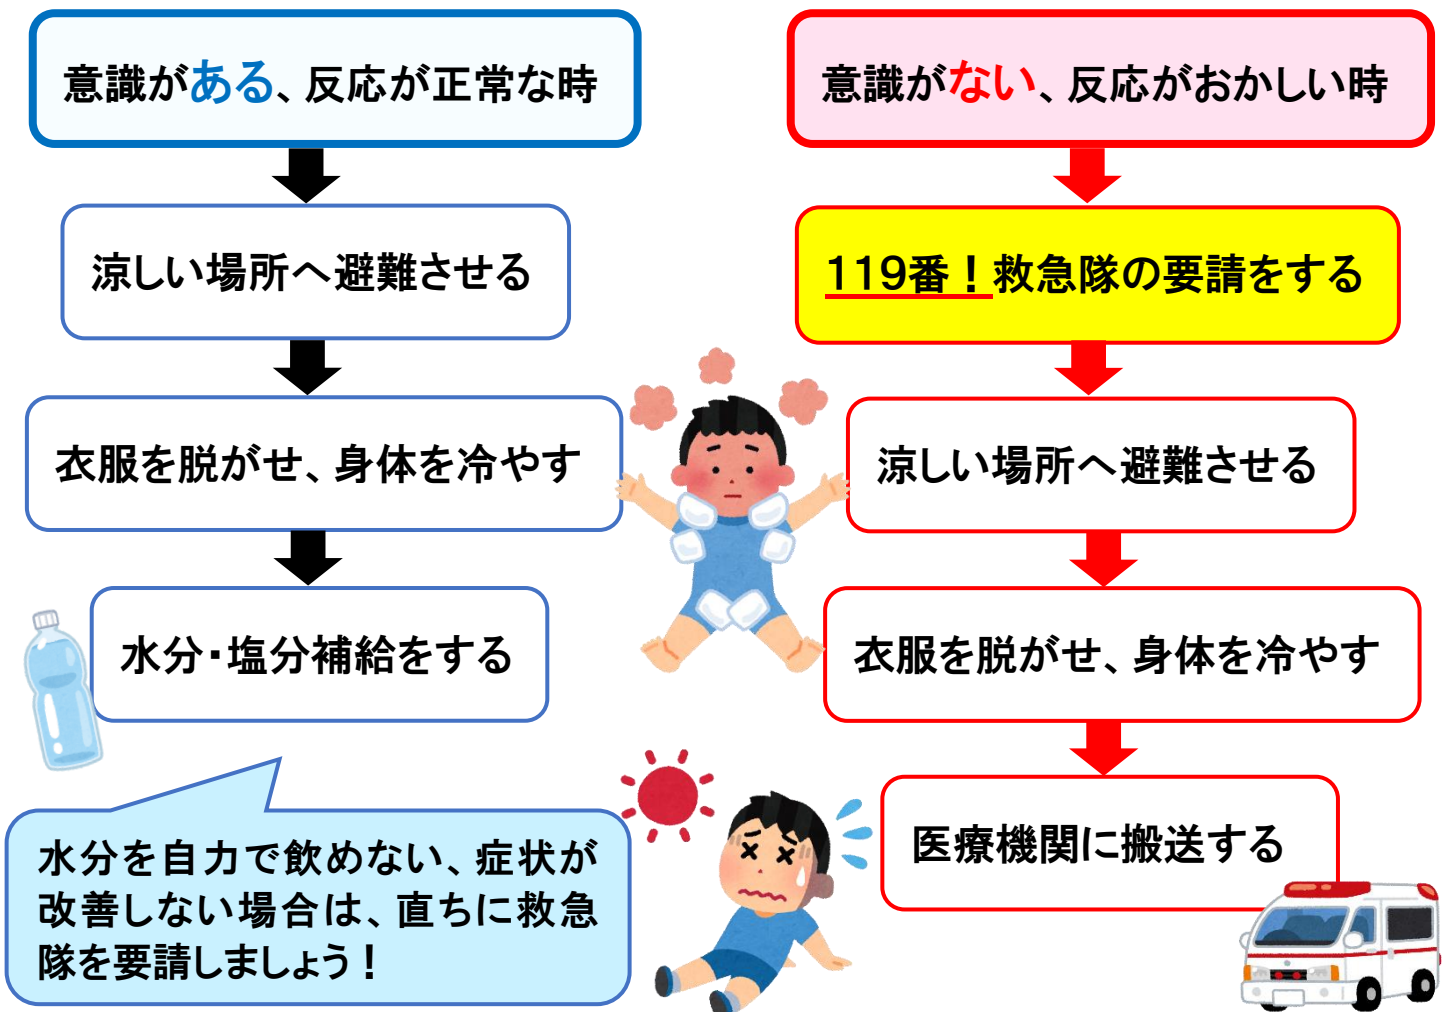 意識がある、反応が正常な時
涼しい場所へ避難させる
衣服を脱がせ、身体を冷やす
水分・塩分補給をする
水分を自力で飲めない、症状が
改善しない場合は、直ちに救急
隊を要請しましょう！
意識がない、反応がおかしい時
119番！救急隊の要請をする
涼しい場所へ避難させる
衣服を脱がせ、身体を冷やす
医療機関に搬送する